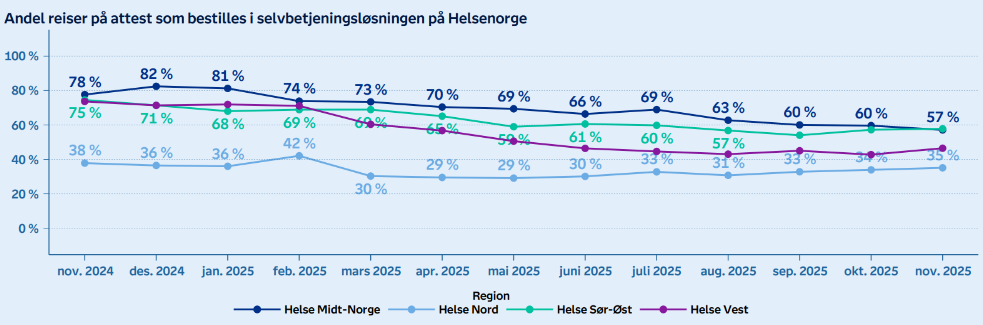 Andel reiser på attest som bestilles i selvbetjeningsløsningen på Helsenorge
100 %
80 %
60 %
40 %
20 %
0 %
78 % 82 % 81 % 74 % 73 % 70 % 69 % 66 % 69 % 63 % 60 % 60 % 57 %
75 % 71 % 68 % 69 % 69 % 65 % 59 % 61 % 60 % 57 %
38 % 36 % 36 % 42 % 30 % 29 % 29 % 30 % 33 % 31 % 33 % 34 % 35 %
nov. 2024 des. 2024 jan. 2025 feb. 2025 mars 2025 apr. 2025 mai 2025 juni 2025 juli 2025 aug. 2025 sep. 2025 okt. 2025 nov. 2025
Region
Helse Midt-Norge Helse Nord Helse Sør-Øst Helse Vest